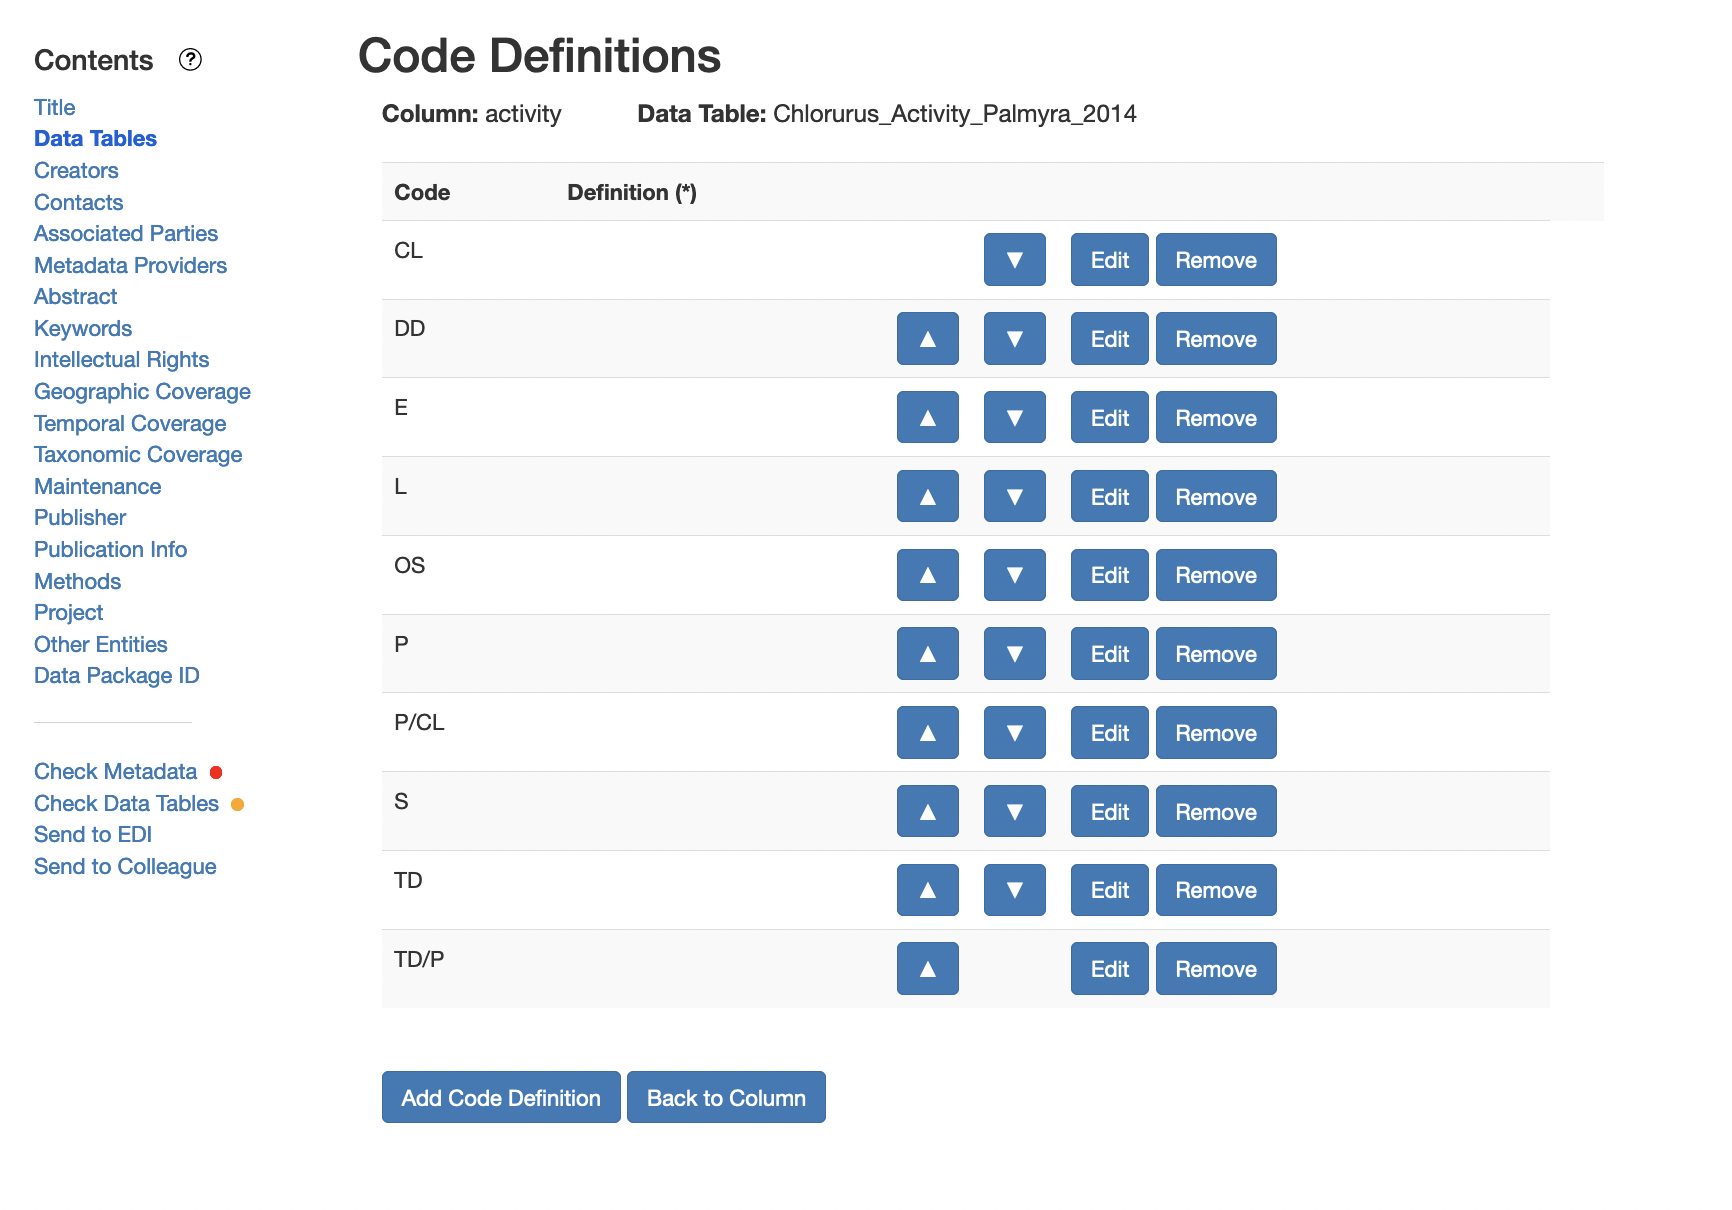 Contents ?
Title
Data Tables
Creators
Contacts
Associated Parties
Metadata Providers
Abstract
Keywords
Intellectual Rights
Geographic Coverage
Temporal Coverage
Taxonomic Coverage
Maintenance
Publisher
Publication Info
Methods
Project
Other Entities
Data Package ID
Check Metadata
Check Data Tables
Send to EDI
Send to Colleague
Code Definitions
Column: activity Data Table: Chlorurus_Activity_Palmyra_2014
Code Definition (*)
CL ▼ Edit Remove
DD ▲ ▼ Edit Remove
E ▲ ▼ Edit Remove
L ▲ ▼ Edit Remove
OS ▲ ▼ Edit Remove
P ▲ ▼ Edit Remove
P/CL ▲ ▼ Edit Remove
S ▲ ▼ Edit Remove
TD ▲ ▼ Edit Remove
TD/P ▲ Edit Remove
Add Code Definition Back to Column